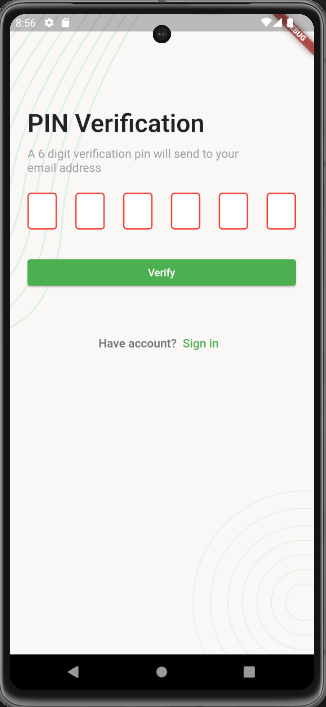 8:56
DEBUG
PIN Verification
A 6 digit verification pin will send to your
email address
Verify
Have account? Sign in